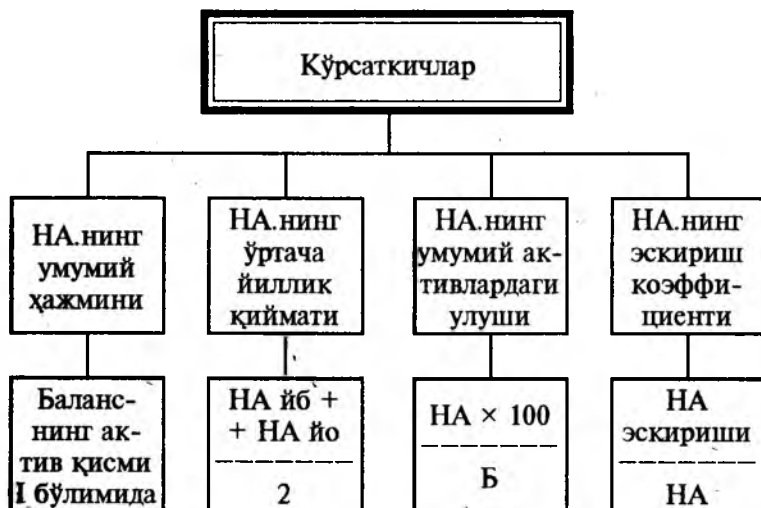 Кўрсаткичлар
НА.нинг
умумий
ҳажмини
НА.нинг
ўртача
йиллик
қиймати
НА.нинг
умумий ак-
тивлардаги
улуши
НА.нинг
эскириш
коэффи-
циенти
Баланс-
нинг ак-
тив қисми
I бўлимида
НА йб +
+ НА йо
2
НА × 100
Б
НА
эскириши
НА